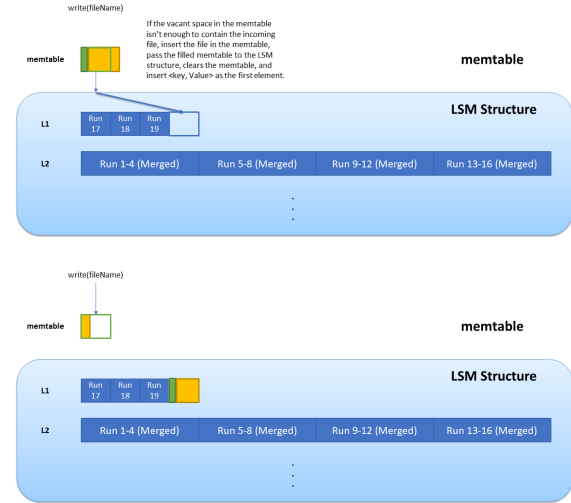 write(fileName)
If the vacant space in the memtable
isn't enough to contain the incoming
file, insert the file in the memtable,
pass the filled memtable to the LSM
structure, clears the memtable, and
insert <key, Value> as the first element.
memtable
memtable
LSM Structure
L1
Run 17
Run 18
Run 19
L2
Run 1-4 (Merged)
Run 5-8 (Merged)
Run 9-12 (Merged)
Run 13-16 (Merged)
.
.
.
write(fileName)
memtable
memtable
LSM Structure
L1
Run 17
Run 18
Run 19
L2
Run 1-4 (Merged)
Run 5-8 (Merged)
Run 9-12 (Merged)
Run 13-16 (Merged)
.
.
.